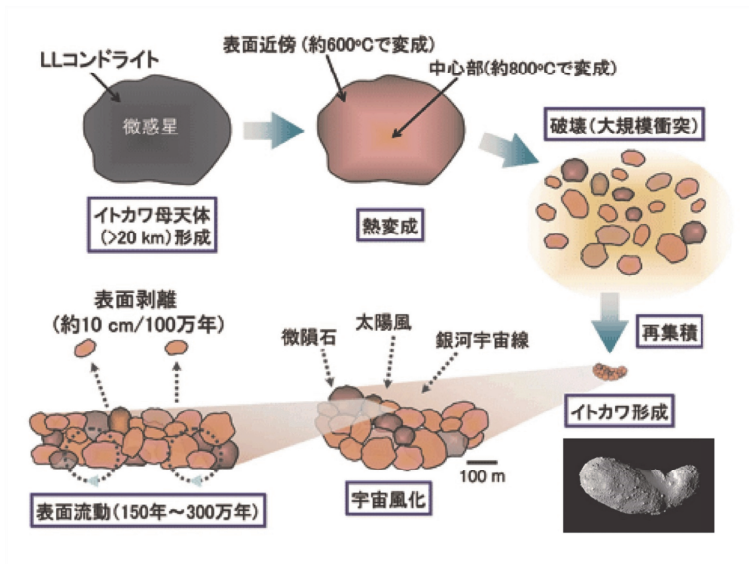 LLコンドライト
微惑星
イトカワ母天体
(>20 km)形成
表面近傍 (約600℃で変成)
中心部(約800℃で変成)
熱変成
破壊(大規模衝突)
再集積
イトカワ形成
微隕石
太陽風
銀河宇宙線
100 m
宇宙風化
表面剥離
(約10 cm/100万年)
表面流動(150年～300万年)